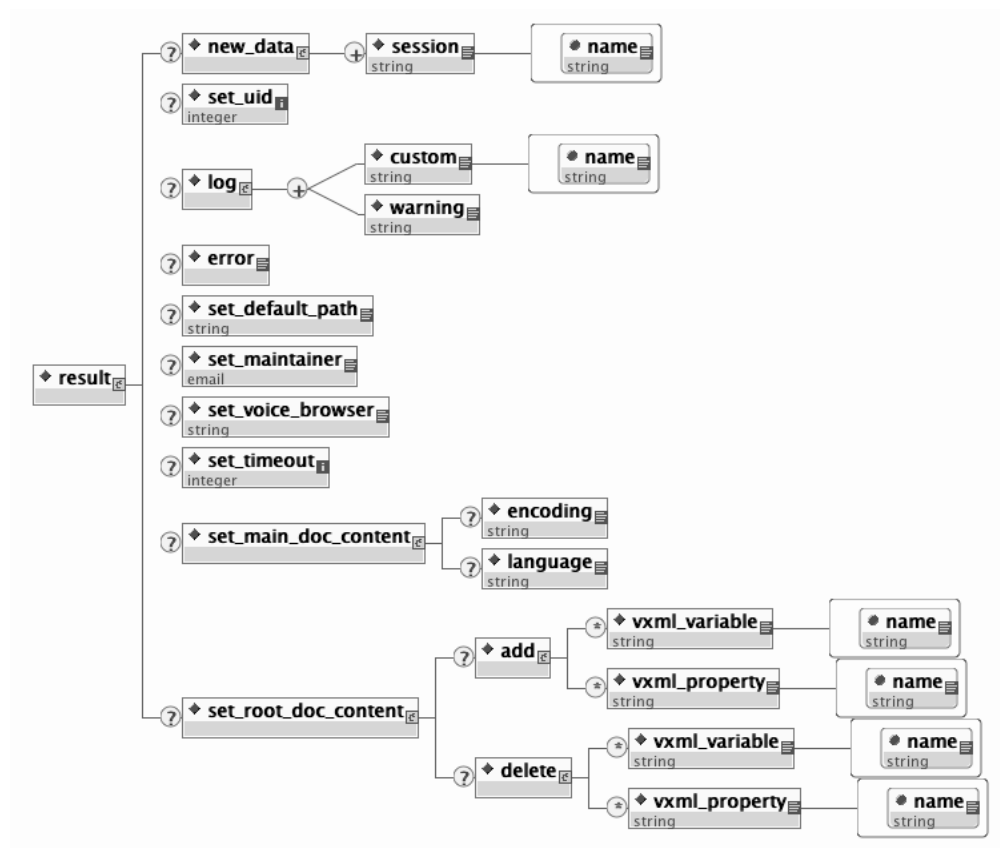 ? new_data + session name
string string
? set_uid
integer
custom name
string string
? log +
warning
string
? error
? set_default_path
string
? set_maintainer
email
result
? set_voice_browser
string
? set_timeout
integer
? encoding
string
? set_main_doc_content
? language
string
* vxml_variable name
string string
? add
* vxml_property name
string string
? set_root_doc_content
* vxml_variable name
string string
? delete
* vxml_property name
string string